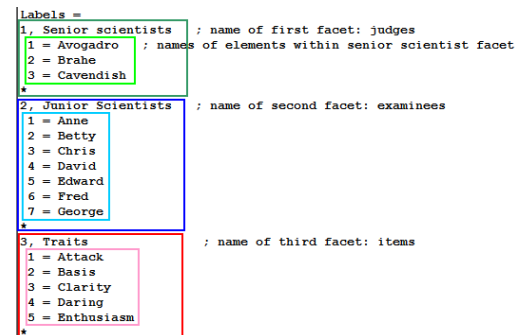 Labels =
1, Senior scientists ; name of first facet: judges
1 = Avogadro ; names of elements within senior scientist facet
2 = Brahe
3 = Cavendish
*
2, Junior Scientists ; name of second facet: examinees
1 = Anne
2 = Betty
3 = Chris
4 = David
5 = Edward
6 = Fred
7 = George
*
3, Traits ; name of third facet: items
1 = Attack
2 = Basis
3 = Clarity
4 = Daring
5 = Enthusiasm
*